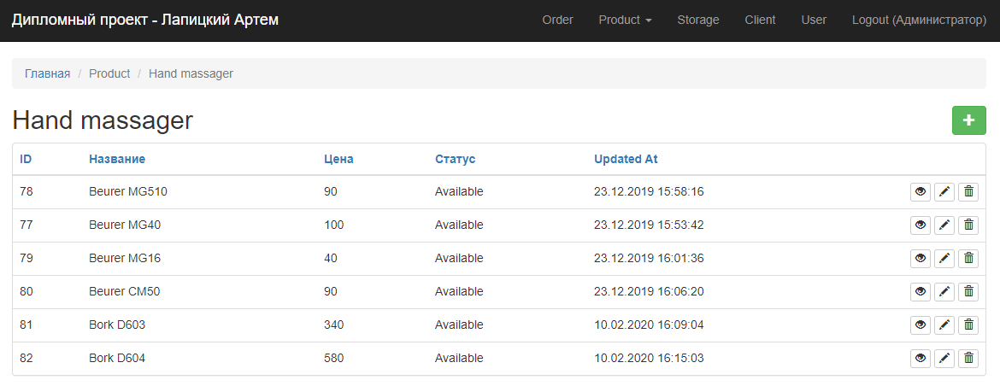 Дипломный проект - Лапицкий Артем Order Product Storage Client User Logout (Администратор)
Главная / Product / Hand massager
Hand massager
ID Название Цена Статус Updated At
78 Beurer MG510 90 Available 23.12.2019 15:58:16
77 Beurer MG40 100 Available 23.12.2019 15:53:42
79 Beurer MG16 40 Available 23.12.2019 16:01:36
80 Beurer CM50 90 Available 23.12.2019 16:06:20
81 Bork D603 340 Available 10.02.2020 16:09:04
82 Bork D604 580 Available 10.02.2020 16:15:03